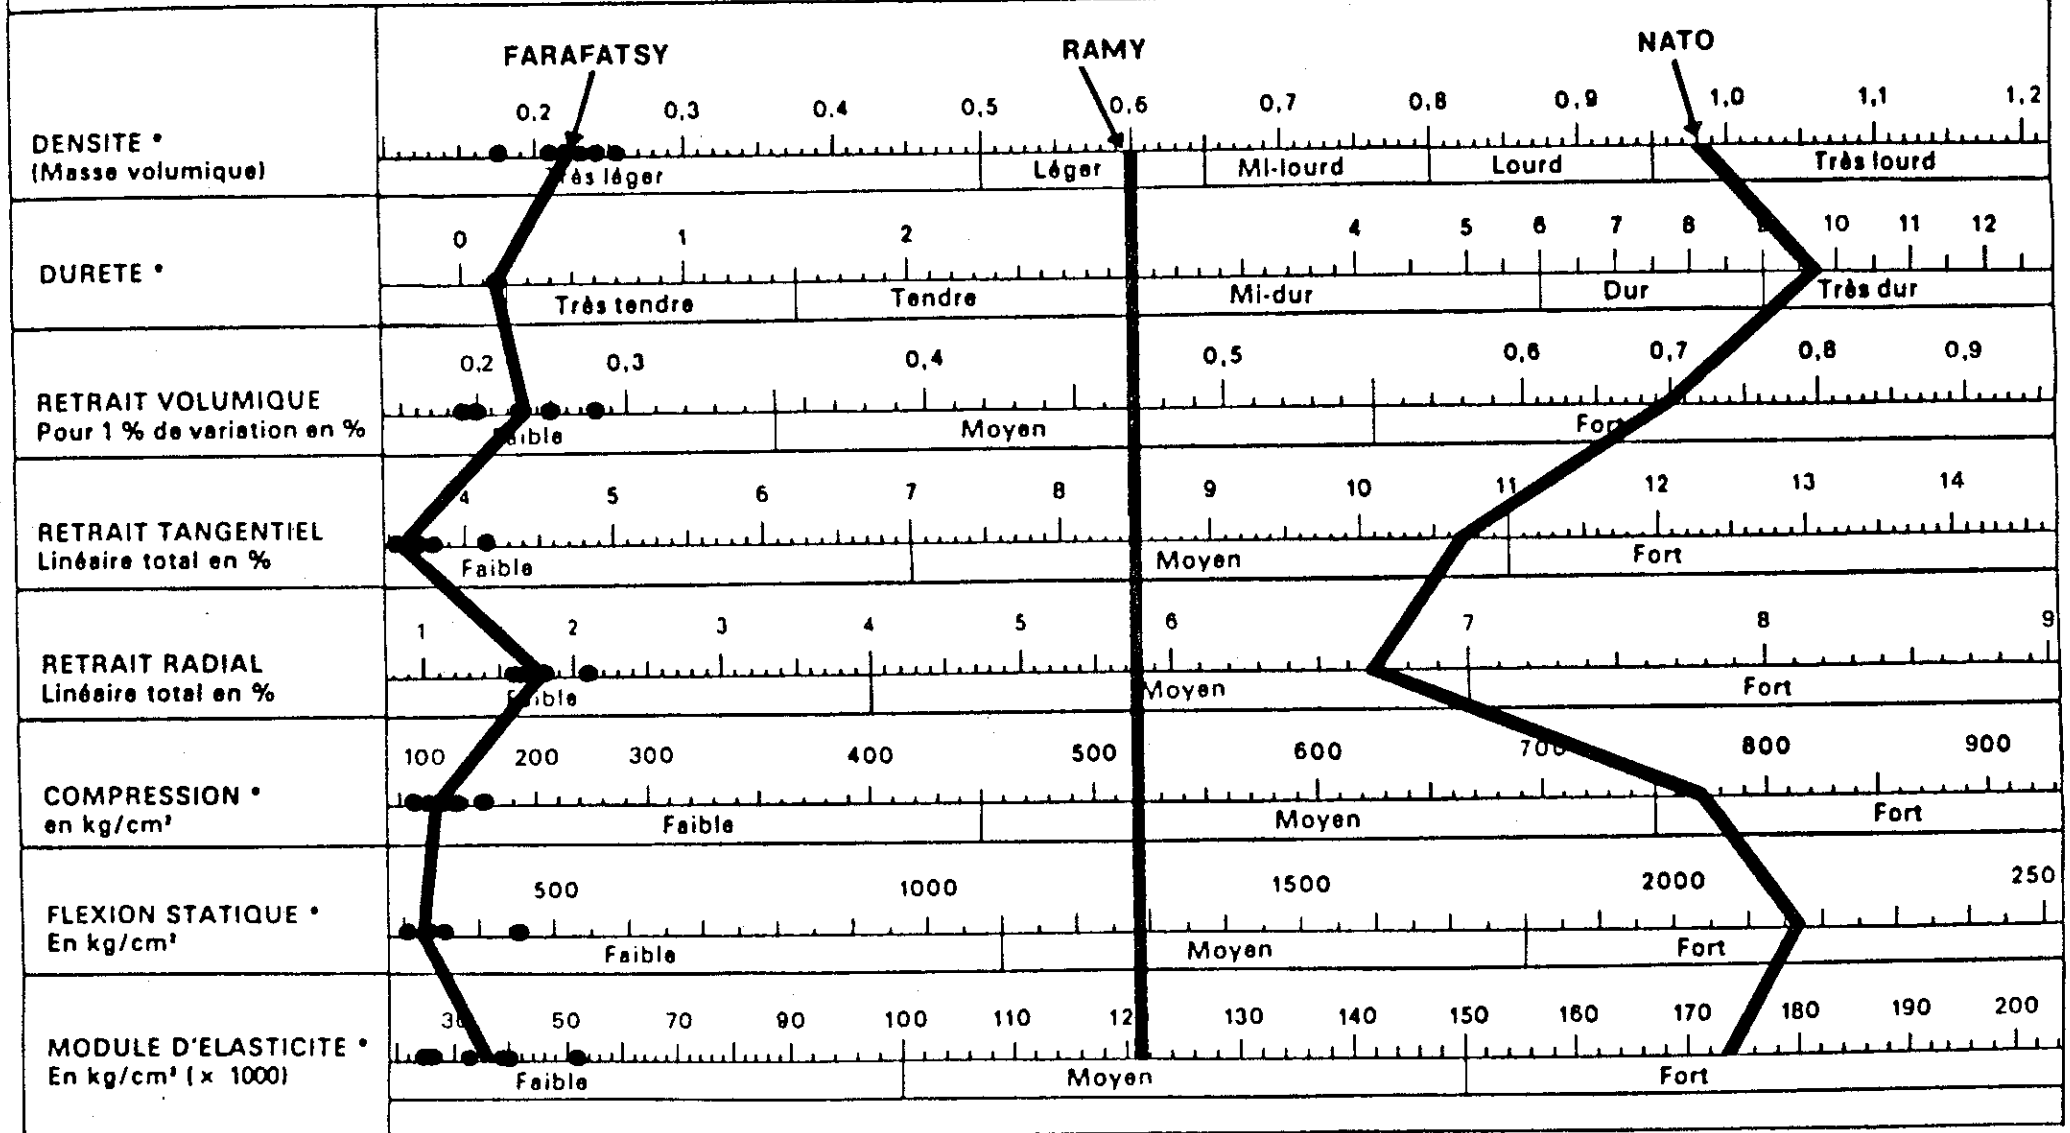 FARAFATSY RAMY NATO
0,2 0,3 0,4 0,5 0,6 0,7 0,8 0,9 1,0 1,1 1,2
DENSITE *
(Masse volumique)
Très léger Léger MI-lourd Lourd Très lourd
0 1 2 4 5 6 7 8 9 10 11 12
DURETE *
Très tendre Tendre Mi-dur Dur Très dur
0,2 0,3 0,4 0,5 0,6 0,7 0,8 0,9
RETRAIT VOLUMIQUE
Pour 1 % de variation en %
Faible Moyen Fort
4 5 6 7 8 9 10 11 12 13 14
RETRAIT TANGENTIEL
Linéaire total en %
Faible Moyen Fort
1 2 3 4 5 6 7 8 9
RETRAIT RADIAL
Linéaire total en %
Faible Moyen Fort
100 200 300 400 500 600 700 800 900
COMPRESSION *
en kg/cm²
Faible Moyen Fort
500 1000 1500 2000 250
FLEXION STATIQUE *
En kg/cm²
Faible Moyen Fort
30 50 70 90 100 110 120 130 140 150 160 170 180 190 200
MODULE D'ELASTICITE *
En kg/cm² (x 1000)
Faible Moyen Fort